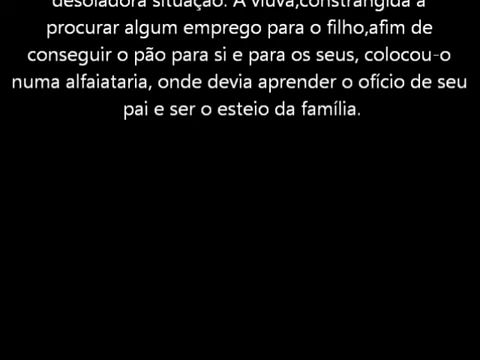 desoladora situação. A viúva,constrangida a
procurar algum emprego para o filho,afim de
conseguir o pão para si e para os seus, colocou-o
numa alfaiataria, onde devia aprender o ofício de seu
pai e ser o esteio da família.